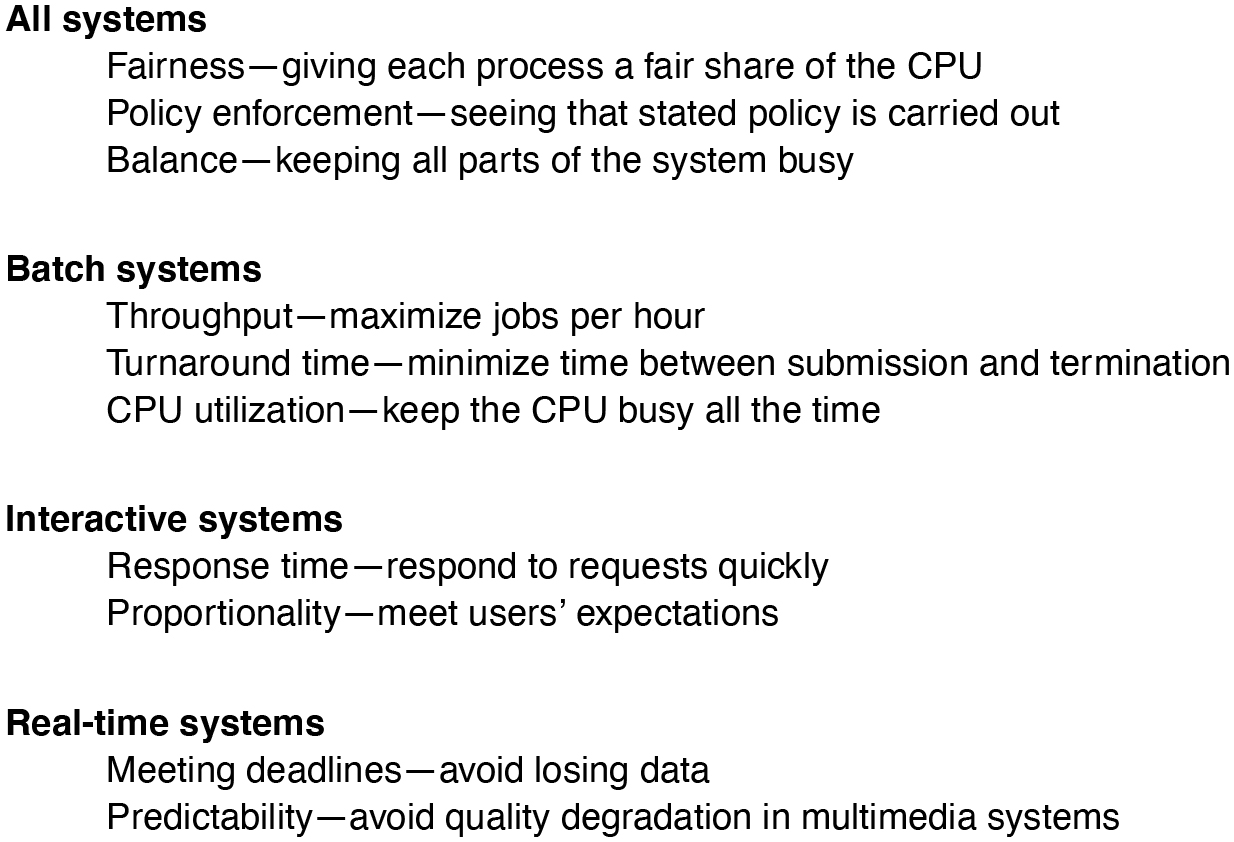 All systems
Fairness—giving each process a fair share of the CPU
Policy enforcement—seeing that stated policy is carried out
Balance—keeping all parts of the system busy
Batch systems
Throughput—maximize jobs per hour
Turnaround time—minimize time between submission and termination
CPU utilization—keep the CPU busy all the time
Interactive systems
Response time—respond to requests quickly
Proportionality—meet users’ expectations
Real-time systems
Meeting deadlines—avoid losing data
Predictability—avoid quality degradation in multimedia systems